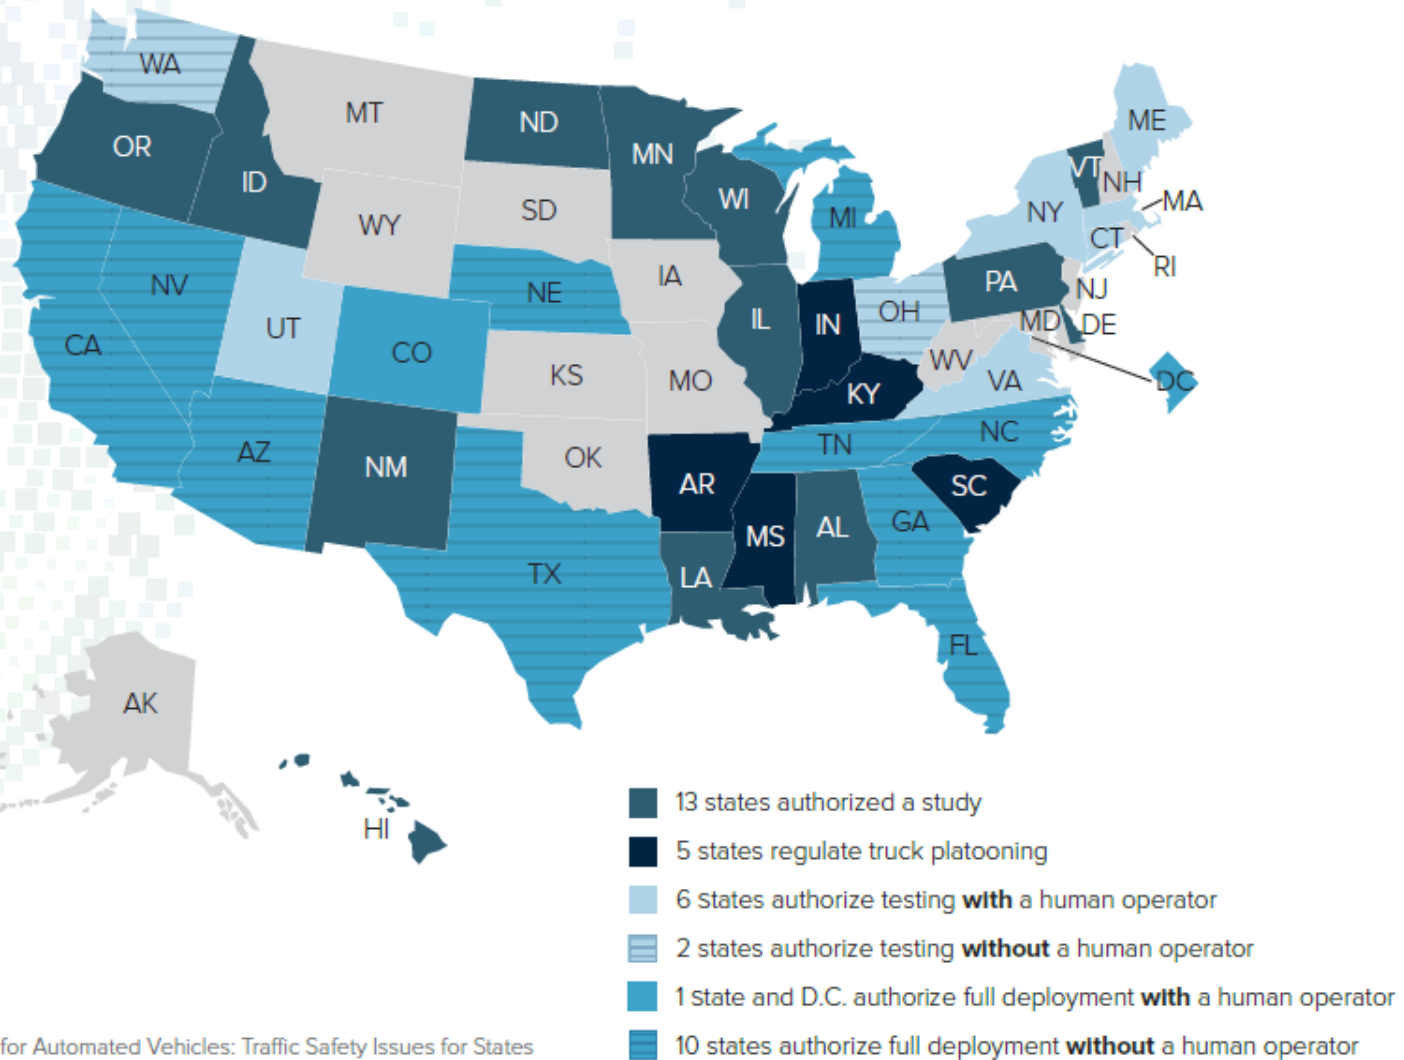 WA
MT
ND
MN
OR
ID
WY
SD
WI
MI
ME
VT
NH
MA
NY
CT
RI
NV
NE
IA
PA
NJ
CA
UT
CO
IL
IN
OH
MD
DE
KS
MO
KY
WV
VA
DC
AZ
NM
OK
AR
TN
NC
SC
MS
AL
GA
TX
LA
FL
AK
HI
13 states authorized a study
5 states regulate truck platooning
6 states authorize testing with a human operator
2 states authorize testing without a human operator
1 state and D.C. authorize full deployment with a human operator
10 states authorize full deployment without a human operator
for Automated Vehicles: Traffic Safety Issues for States